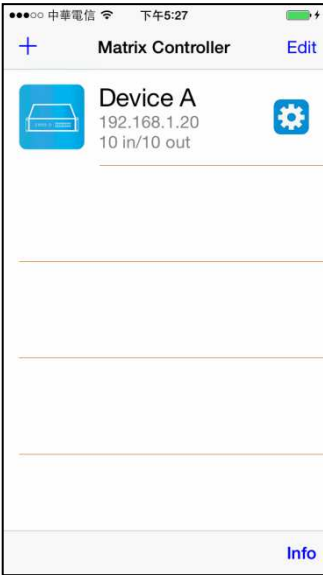 中華電信 下午5:27
+ Matrix Controller Edit
Device A
192.168.1.20
10 in/10 out
Info